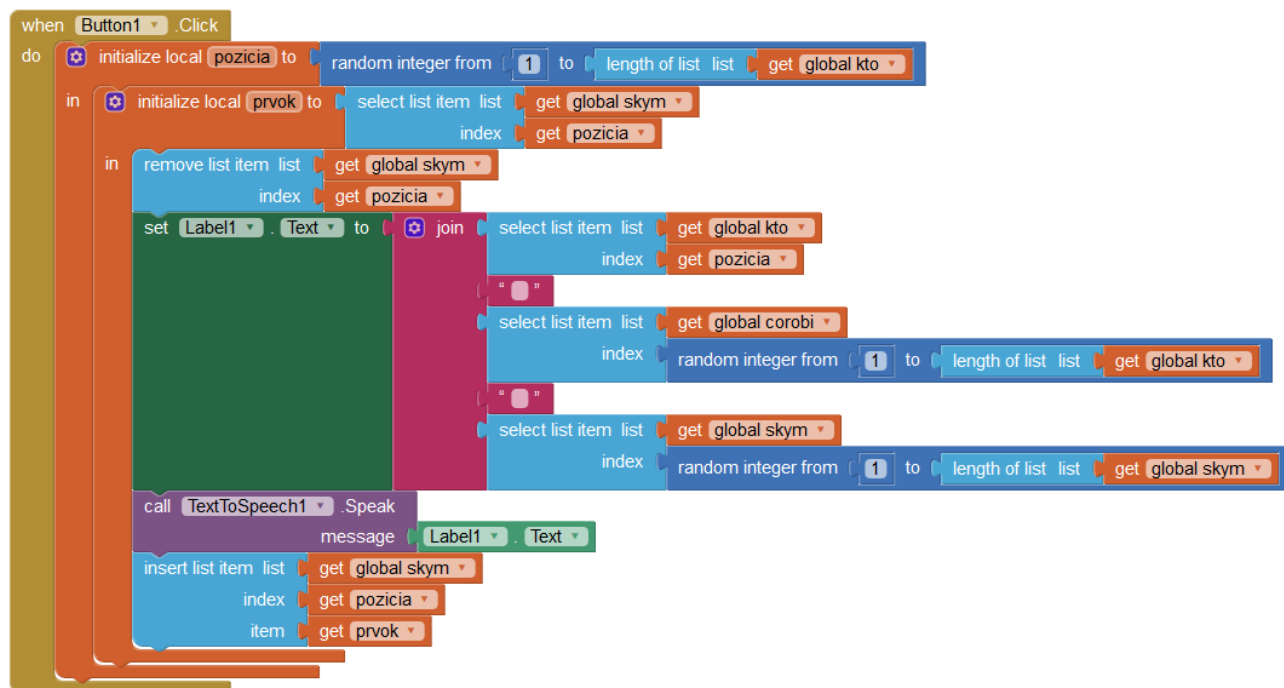 when Button1 .Click
do initialize local pozicia to random integer from 1 to length of list list get global kto
in initialize local prvok to select list item list get global skym
index get pozicia
in remove list item list get global skym
index get pozicia
set Label1 . Text to join select list item list get global kto
index get pozicia
“ ”
select list item list get global corobi
index random integer from 1 to length of list list get global kto
“ ”
select list item list get global skym
index random integer from 1 to length of list list get global skym
call TextToSpeech1 .Speak
message Label1 . Text
insert list item list get global skym
index get pozicia
item get prvok